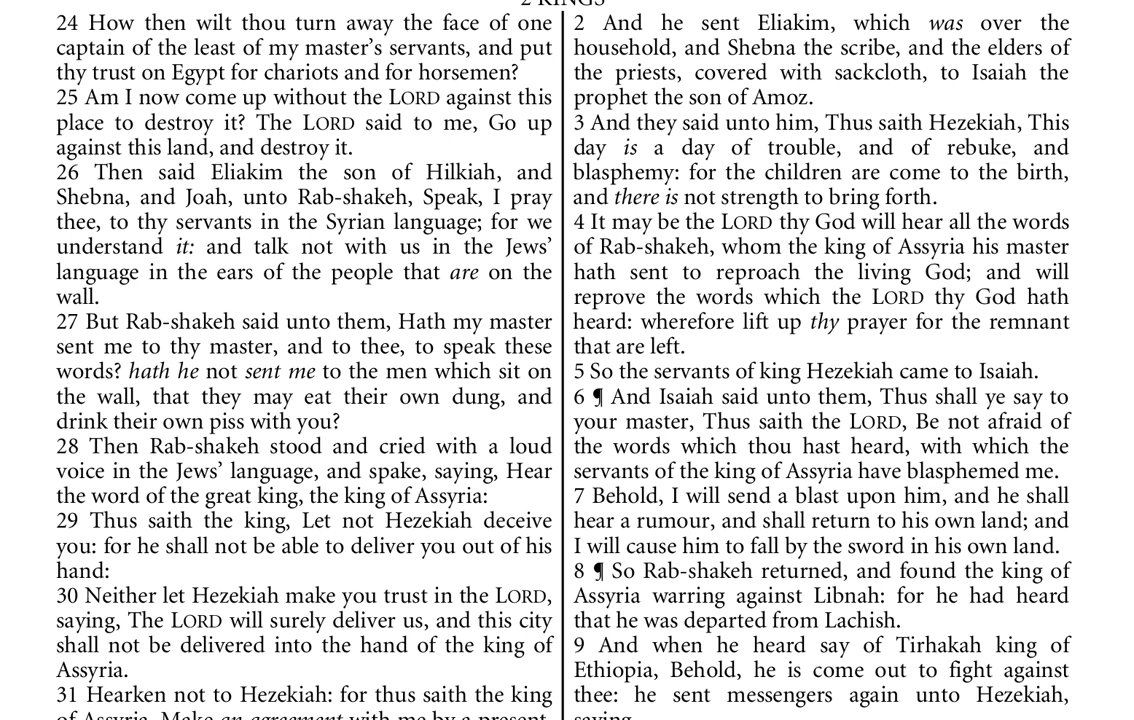 2 KINGS
24 How then wilt thou turn away the face of one
captain of the least of my master's servants, and put
thy trust on Egypt for chariots and for horsemen?
25 Am I now come up without the LORD against this
place to destroy it? The LORD said to me, Go up
against this land, and destroy it.
26 Then said Eliakim the son of Hilkiah, and
Shebna, and Joah, unto Rab-shakeh, Speak, I pray
thee, to thy servants in the Syrian language; for we
understand it: and talk not with us in the Jews'
language in the ears of the people that are on the
wall.
27 But Rab-shakeh said unto them, Hath my master
sent me to thy master, and to thee, to speak these
words? hath he not sent me to the men which sit on
the wall, that they may eat their own dung, and
drink their own piss with you?
28 Then Rab-shakeh stood and cried with a loud
voice in the Jews' language, and spake, saying, Hear
the word of the great king, the king of Assyria:
29 Thus saith the king, Let not Hezekiah deceive
you: for he shall not be able to deliver you out of his
hand:
30 Neither let Hezekiah make you trust in the LORD,
saying, The LORD will surely deliver us, and this city
shall not be delivered into the hand of the king of
Assyria.
31 Hearken not to Hezekiah: for thus saith the king
of Assyria, Make an agreement with me by a present,
2 And he sent Eliakim, which was over the
household, and Shebna the scribe, and the elders of
the priests, covered with sackcloth, to Isaiah the
prophet the son of Amoz.
3 And they said unto him, Thus saith Hezekiah, This
day is a day of trouble, and of rebuke, and
blasphemy: for the children are come to the birth,
and there is not strength to bring forth.
4 It may be the LORD thy God will hear all the words
of Rab-shakeh, whom the king of Assyria his master
hath sent to reproach the living God; and will
reprove the words which the LORD thy God hath
heard: wherefore lift up thy prayer for the remnant
that are left.
5 So the servants of king Hezekiah came to Isaiah.
6 ¶ And Isaiah said unto them, Thus shall ye say to
your master, Thus saith the LORD, Be not afraid of
the words which thou hast heard, with which the
servants of the king of Assyria have blasphemed me.
7 Behold, I will send a blast upon him, and he shall
hear a rumour, and shall return to his own land; and
I will cause him to fall by the sword in his own land.
8 ¶ So Rab-shakeh returned, and found the king of
Assyria warring against Libnah: for he had heard
that he was departed from Lachish.
9 And when he heard say of Tirhakah king of
Ethiopia, Behold, he is come out to fight against
thee: he sent messengers again unto Hezekiah,
saying,